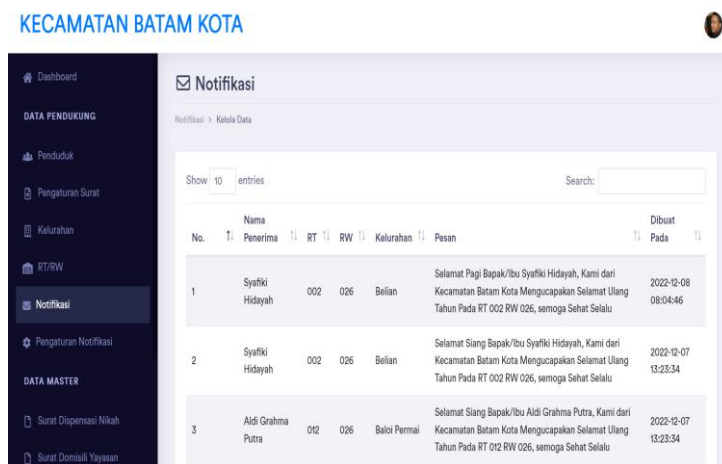 KECAMATAN BATAM KOTA
Dashboard
DATA PENDUKUNG
Penduduk
Pengaturan Surat
Kelurahan
RT/RW
Notifikasi
Pengaturan Notifikasi
DATA MASTER
Surat Dispensasi Nikah
Surat Domisili Yayasan
Notifikasi
Notifikasi > Kelola Data
Show 10 entries
Search:
No. Nama Penerima RT RW Kelurahan Pesan Dibuat Pada
1 Syafiki Hidayah 002 026 Belian
Selamat Pagi Bapak/Ibu Syafiki Hidayah, Kami dari
Kecamatan Batam Kota Mengucapakan Selamat Ulang
Tahun Pada RT 002 RW 026, semoga Sehat Selalu
2022-12-08
08:04:46
2 Syafiki Hidayah 002 026 Belian
Selamat Siang Bapak/Ibu Syafiki Hidayah, Kami dari
Kecamatan Batam Kota Mengucapakan Selamat Ulang
Tahun Pada RT 002 RW 026, semoga Sehat Selalu
2022-12-07
13:23:34
3 Aldi Grahma Putra 012 026 Baloi Permai
Selamat Siang Bapak/Ibu Aldi Grahma Putra, Kami dari
Kecamatan Batam Kota Mengucapakan Selamat Ulang
Tahun Pada RT 012 RW 026, semoga Sehat Selalu
2022-12-07
13:23:34